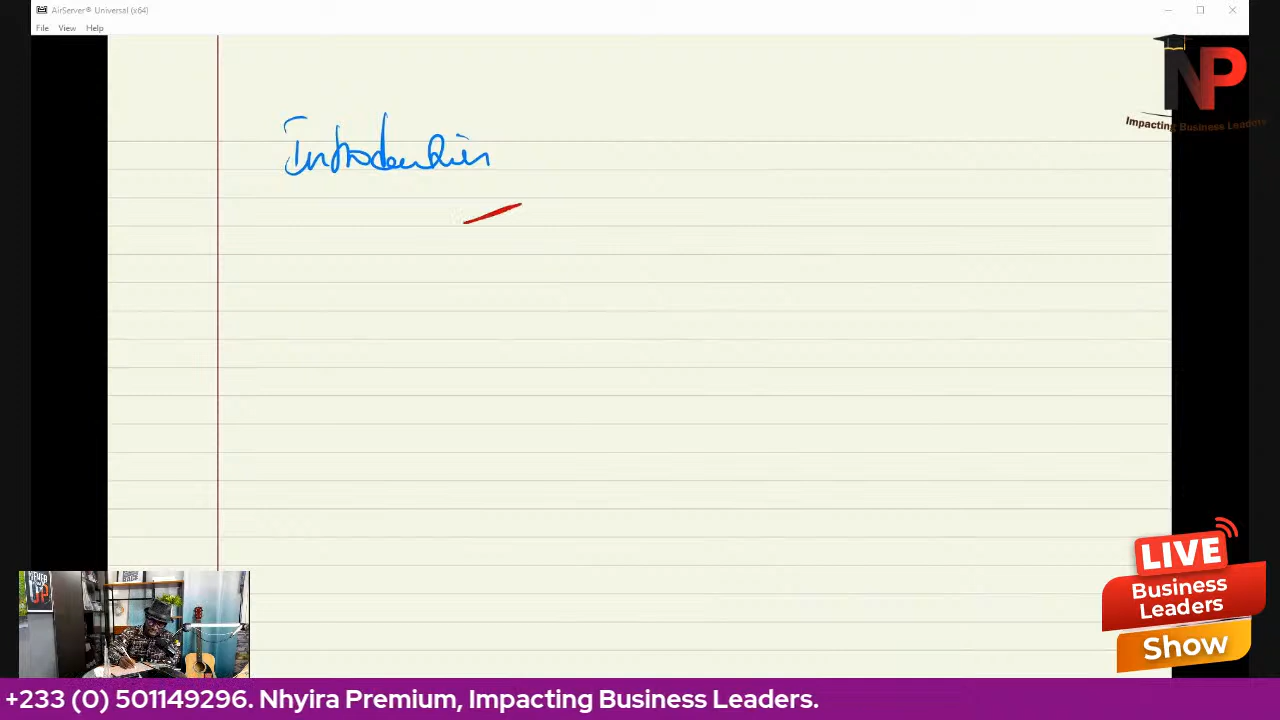 AirServer® Universal (x64)
File View Help
NP
Impacting Business Leaders
Introduction
LIVE
Business
Leaders
Show
+233 (0) 501149296. Nhyira Premium, Impacting Business Leaders.